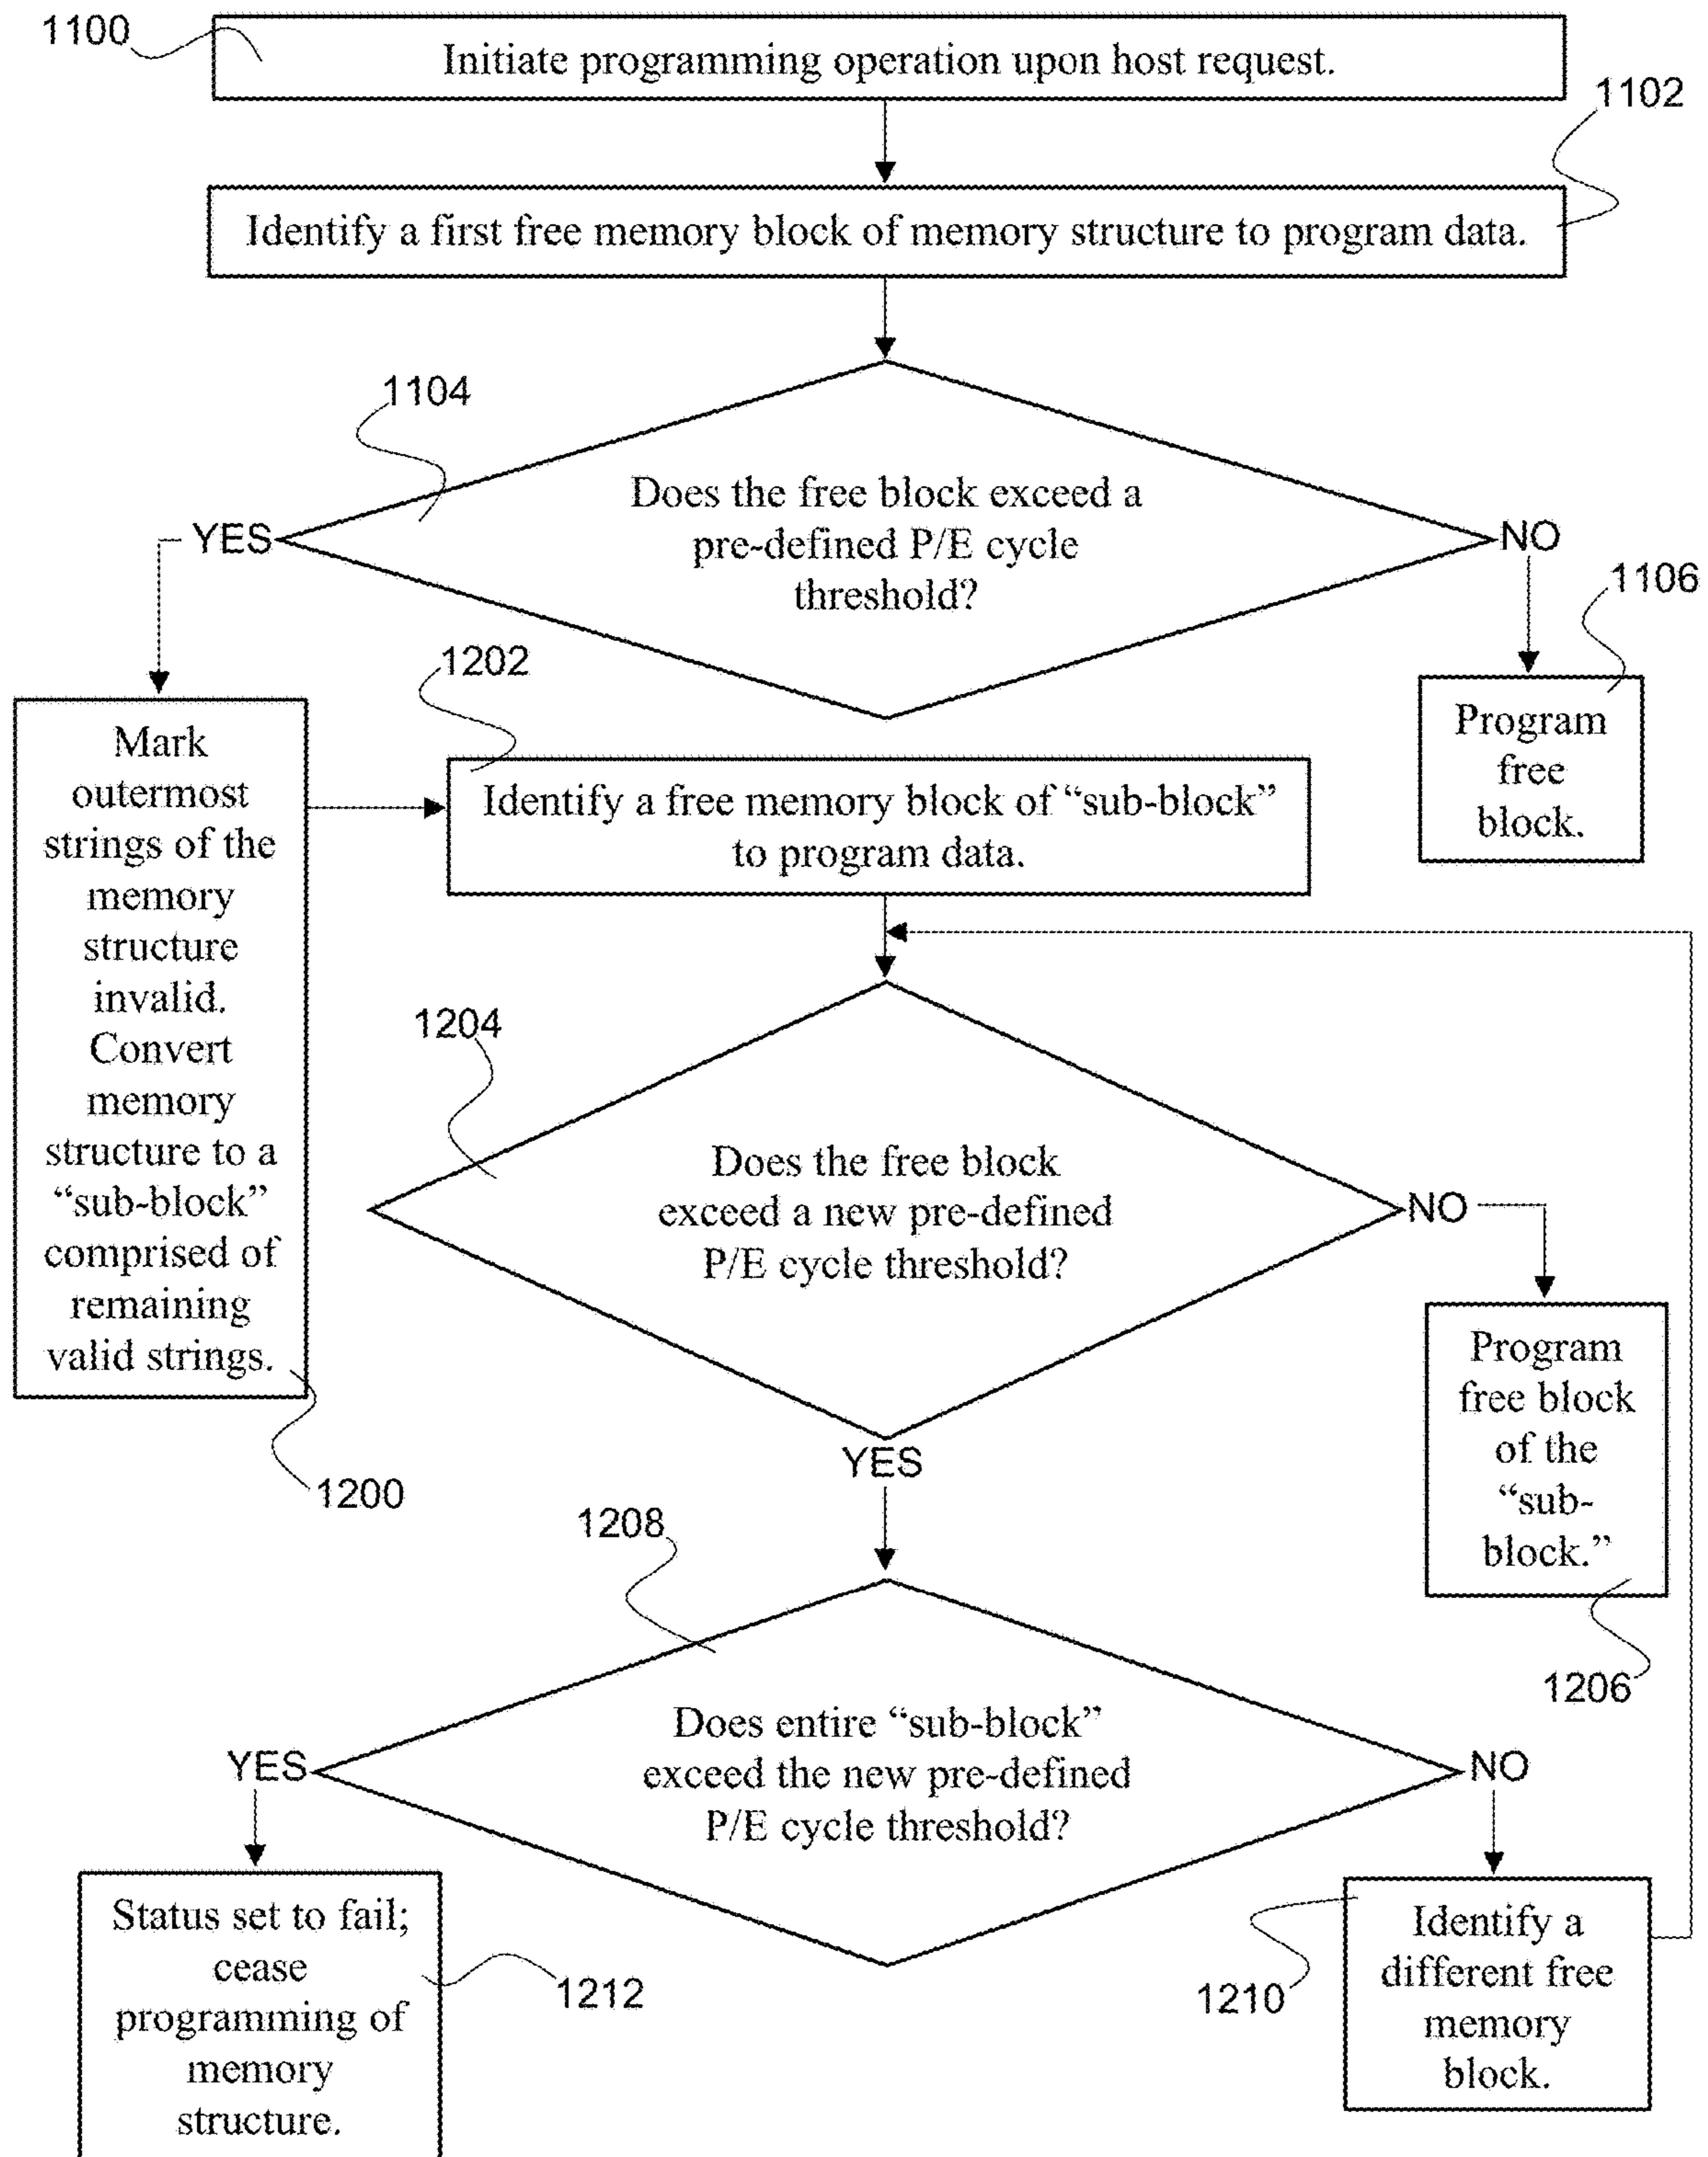 1100
Initiate programming operation upon host request.
1102
Identify a first free memory block of memory structure to program data.
1104
Does the free block exceed a
pre-defined P/E cycle
threshold?
YES
NO
1106
Program
free
block.
1202
Mark
outermost
strings of the
memory
structure
invalid.
Convert
memory
structure to a
“sub-block”
comprised of
remaining
valid strings.
1200
Identify a free memory block of “sub-block”
to program data.
1204
Does the free block
exceed a new pre-defined
P/E cycle threshold?
NO
YES
Program
free block
of the
“sub-
block.”
1206
1208
Does entire “sub-block”
exceed the new pre-defined
P/E cycle threshold?
YES
NO
Status set to fail;
cease
programming of
memory
structure.
1212
1210
Identify a
different free
memory
block.